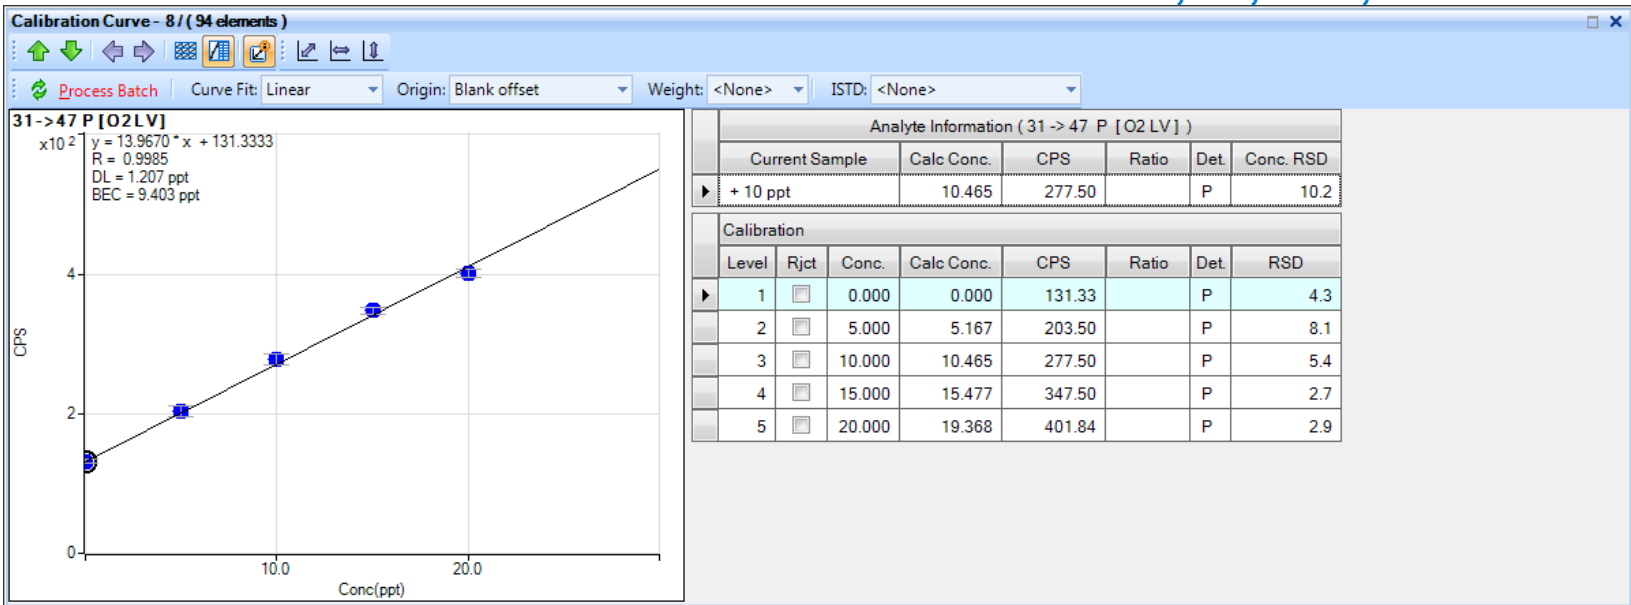 Calibration Curve - 8 / ( 94 elements )
Process Batch Curve Fit: Linear Origin: Blank offset Weight: <None> ISTD: <None>
31->47 P [O2LV]
x10 2
y = 13.9670 * x + 131.3333
R = 0.9985
DL = 1.207 ppt
BEC = 9.403 ppt
4
CPS
2
0
10.0 20.0
Conc(ppt)
Analyte Information ( 31 -> 47 P [ O2 LV ] )
Current Sample Calc Conc. CPS Ratio Det. Conc. RSD
+ 10 ppt 10.465 277.50 P 10.2
Calibration
Level Rjct Conc. Calc Conc. CPS Ratio Det. RSD
1 0.000 0.000 131.33 P 4.3
2 5.000 5.167 203.50 P 8.1
3 10.000 10.465 277.50 P 5.4
4 15.000 15.477 347.50 P 2.7
5 20.000 19.368 401.84 P 2.9